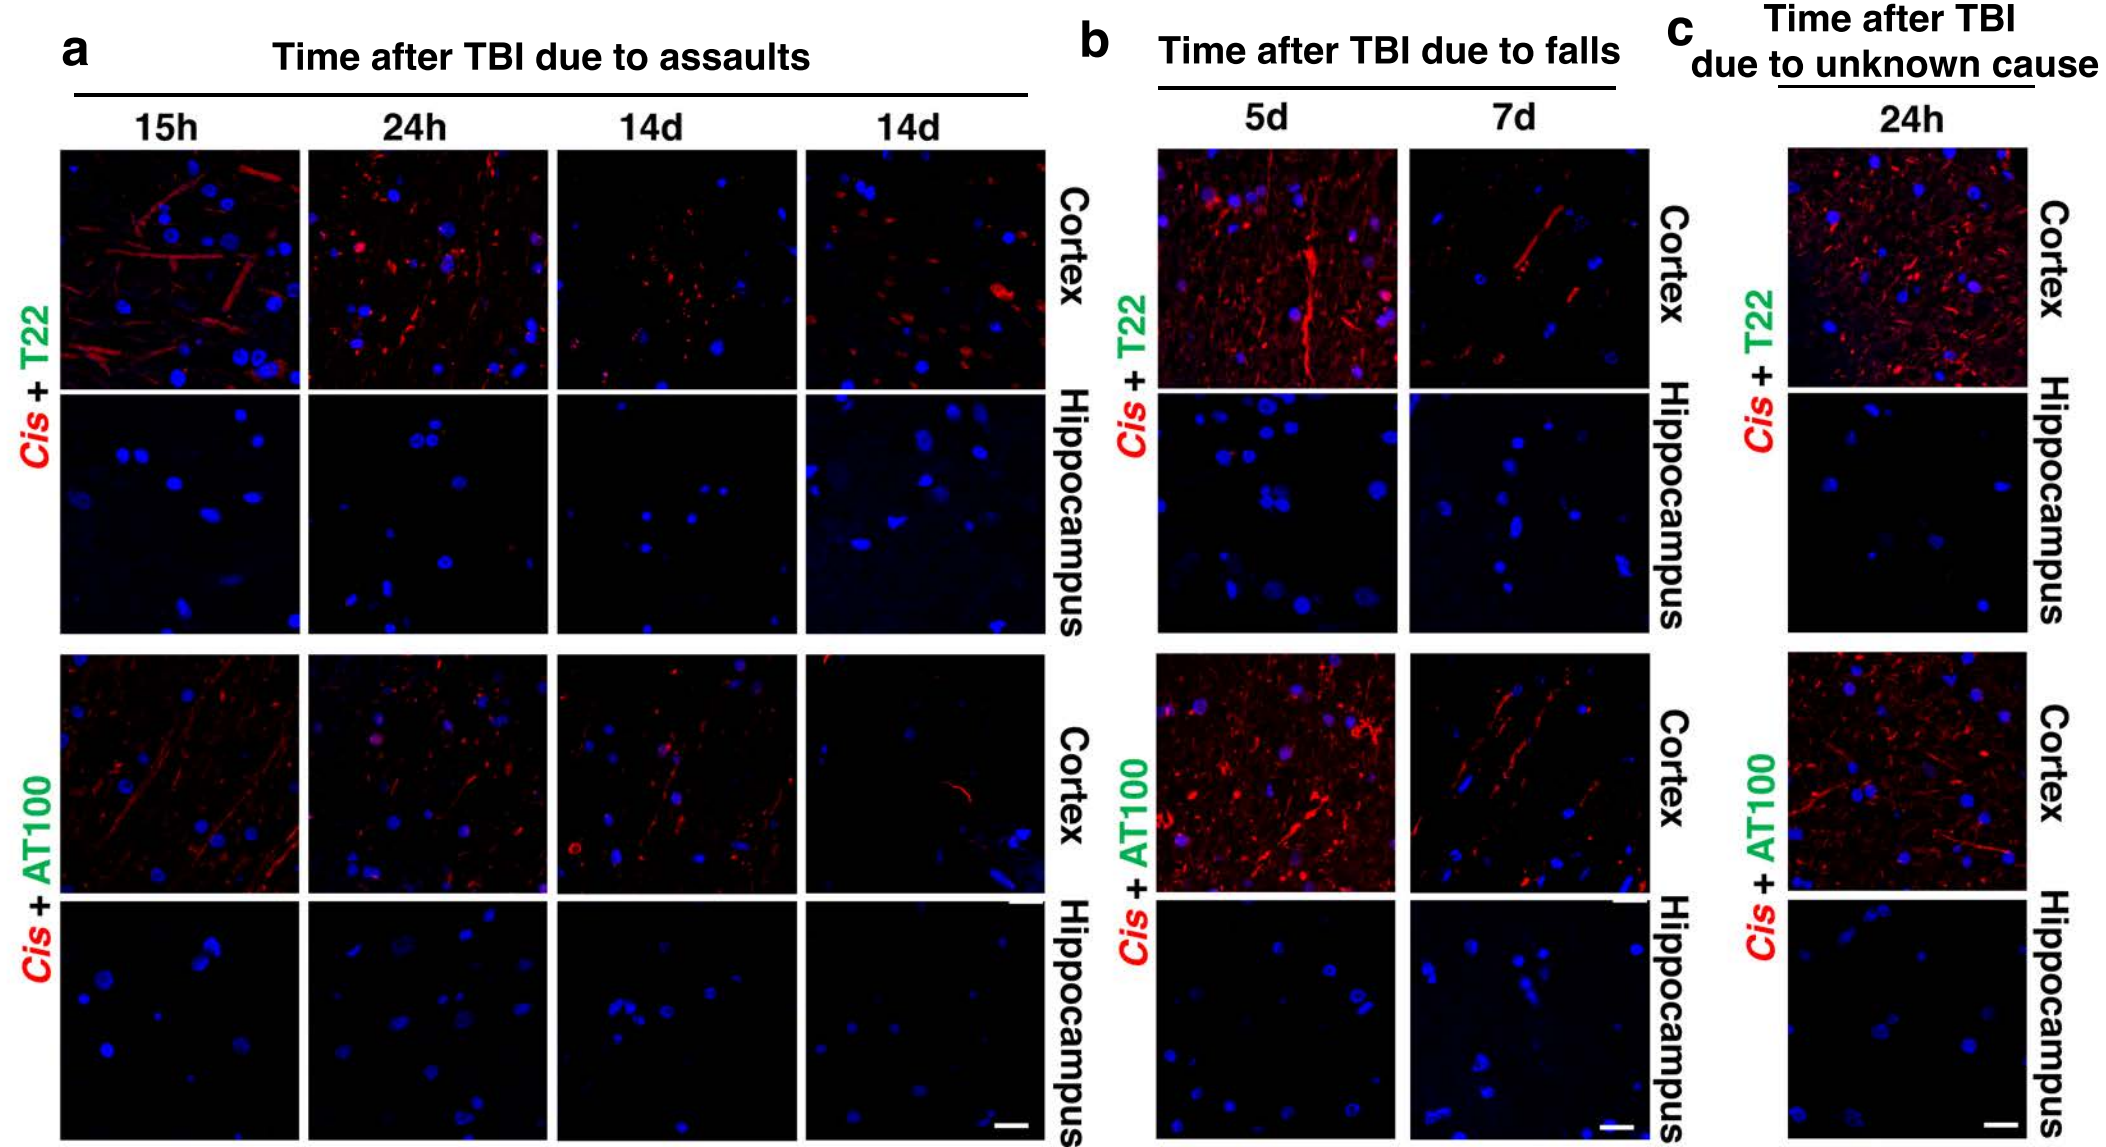 a
Time after TBI due to assaults
15h
24h
14d
14d
Cis + T22
Cortex
Hippocampus
Cis + AT100
Cortex
Hippocampus
b
Time after TBI due to falls
5d
7d
Cis + T22
Cortex
Hippocampus
Cis + AT100
Cortex
Hippocampus
c
Time after TBI
due to unknown cause
24h
Cis + T22
Cortex
Hippocampus
Cis + AT100
Cortex
Hippocampus